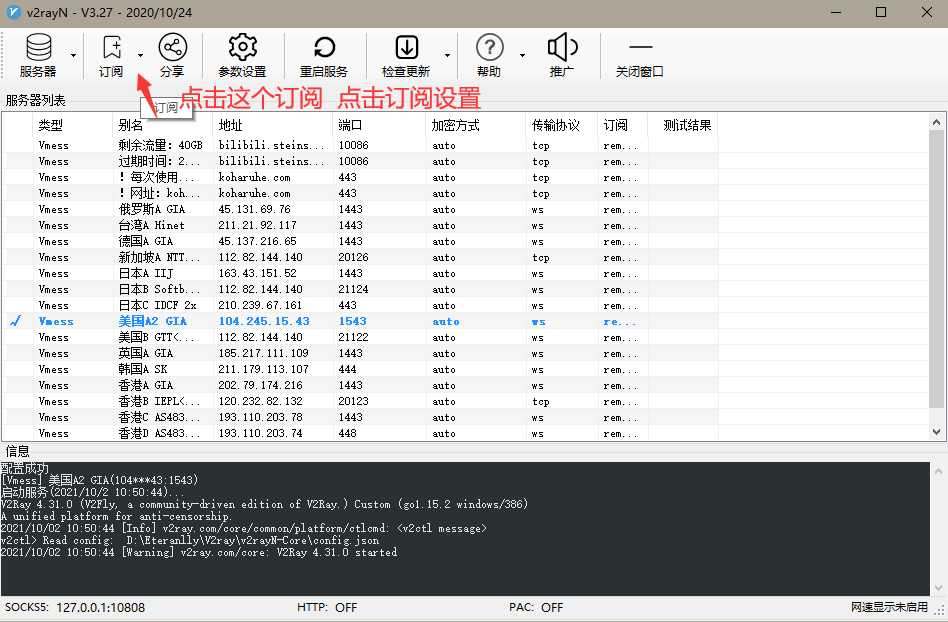 v2rayN - V3.27 - 2020/10/24
服务器 订阅 分享 参数设置 重启服务 检查更新 帮助 推广 关闭窗口
订阅 点击这个订阅 点击订阅设置
服务器列表
类型 别名 地址 端口 加密方式 传输协议 订阅 测试结果
Vmess 剩余流量：40GB bilibili.steins... 10086 auto tcp rem...
Vmess 过期时间：2... bilibili.steins... 10086 auto tcp rem...
Vmess ！每次使用... koharuhe.com 443 auto tcp rem...
Vmess ！网址：koh... koharuhe.com 443 auto tcp rem...
Vmess 俄罗斯A GIA 45.131.69.76 1443 auto ws rem...
Vmess 台湾A Hinet 211.21.92.117 1443 auto ws rem...
Vmess 德国A GIA 45.137.216.65 1443 auto ws rem...
Vmess 新加坡A NTT... 112.82.144.140 20126 auto tcp rem...
Vmess 日本A IIJ 163.43.151.52 1443 auto ws rem...
Vmess 日本B Softb... 112.82.144.140 21124 auto ws rem...
Vmess 日本C IDCF 2x 210.239.67.161 443 auto ws rem...
Vmess 美国A2 GIA 104.245.15.43 1543 auto ws re...
Vmess 美国B GTT<... 112.82.144.140 21122 auto ws rem...
Vmess 英国A GIA 185.217.111.109 1443 auto ws rem...
Vmess 韩国A SK 211.179.113.107 444 auto ws rem...
Vmess 香港A GIA 202.79.174.216 1443 auto ws rem...
Vmess 香港B IEPL<... 120.232.82.132 20123 auto tcp rem...
Vmess 香港C AS483... 193.110.203.78 1443 auto ws rem...
Vmess 香港D AS483... 193.110.203.74 448 auto ws rem...
信息
配置成功
[Vmess] 美国A2 GIA(104***43:1543)
启动服务(2021/10/2 10:50:44)...
V2Ray 4.31.0 (V2Fly, a community-driven edition of V2Ray.) Custom (go1.15.2 windows/386)
A unified platform for anti-censorship.
2021/10/02 10:50:44 [Info] v2ray.com/core/common/platform/ctlcmd: <v2ctl message>
v2ctl> Read config:  D:\Eteranlly\V2ray\v2rayN-Core\config.json
2021/10/02 10:50:44 [Warning] v2ray.com/core: V2Ray 4.31.0 started
SOCKS5: 127.0.0.1:10808 HTTP: OFF PAC: OFF 网速显示未启用